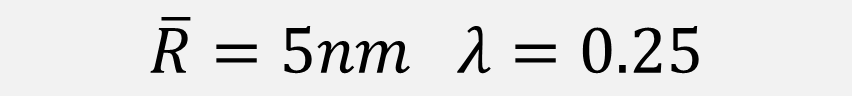 R̄ = 5nm λ = 0.25